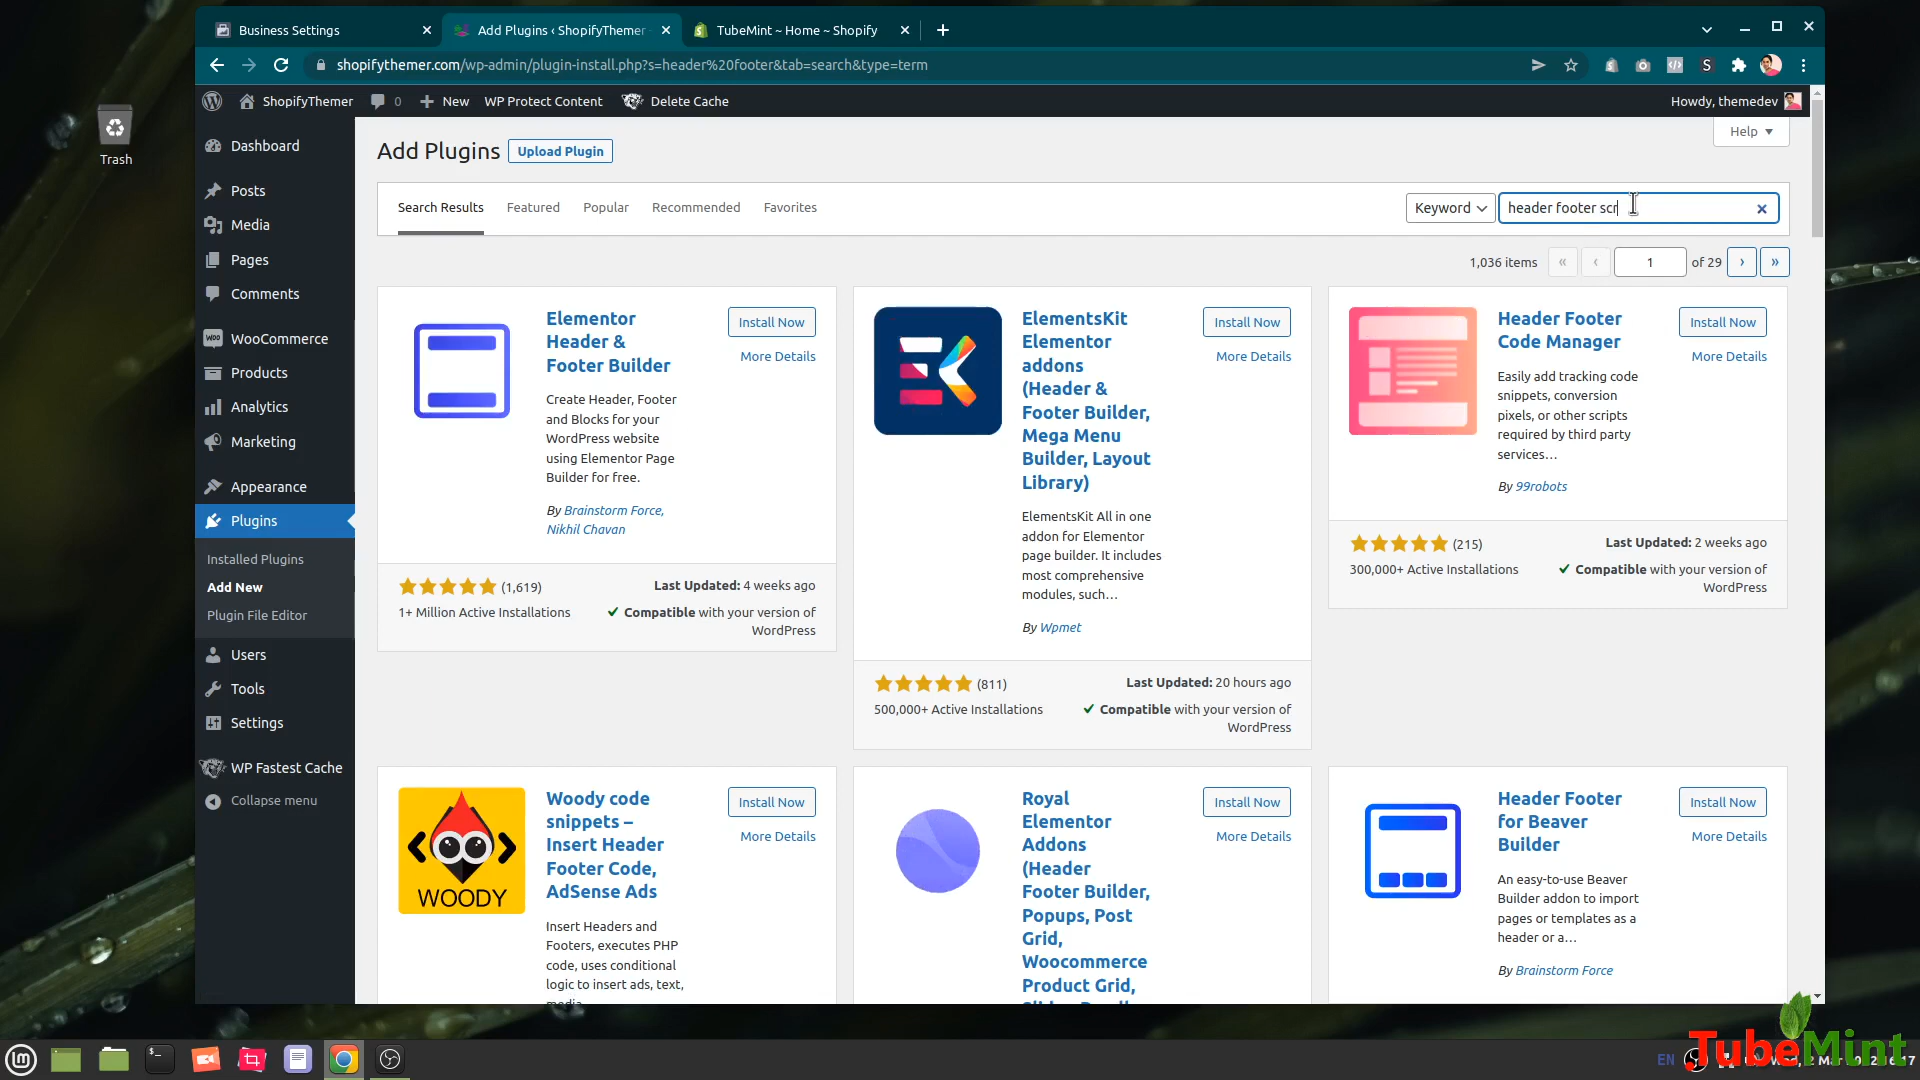 Business Settings
Add Plugins ‹ ShopifyThemer
TubeMint ~ Home ~ Shopify
shopifythemer.com/wp-admin/plugin-install.php?s=header%20footer&tab=search&type=term
ShopifyThemer
0
New
WP Protect Content
Delete Cache
Howdy, themedev
Trash
Dashboard
Posts
Media
Pages
Comments
WooCommerce
Products
Analytics
Marketing
Appearance
Plugins
Installed Plugins
Add New
Plugin File Editor
Users
Tools
Settings
WP Fastest Cache
Collapse menu
Help
Add Plugins
Upload Plugin
Search Results
Featured
Popular
Recommended
Favorites
Keyword
header footer scr
1,036 items « ‹ 1 of 29 › »
Elementor
Header &
Footer Builder
Install Now
More Details
Create Header, Footer
and Blocks for your
WordPress website
using Elementor Page
Builder for free.
By Brainstorm Force,
Nikhil Chavan
(1,619)
Last Updated: 4 weeks ago
1+ Million Active Installations
Compatible with your version of
WordPress
ElementsKit
Elementor
addons
(Header &
Footer Builder,
Mega Menu
Builder, Layout
Library)
Install Now
More Details
ElementsKit All in one
addon for Elementor
page builder. It includes
most comprehensive
modules, such…
By Wpmet
(811)
Last Updated: 20 hours ago
500,000+ Active Installations
Compatible with your version of
WordPress
Header Footer
Code Manager
Install Now
More Details
Easily add tracking code
snippets, conversion
pixels, or other scripts
required by third party
services…
By 99robots
(215)
Last Updated: 2 weeks ago
300,000+ Active Installations
Compatible with your version of
WordPress
WOODY
Woody code
snippets –
Insert Header
Footer Code,
AdSense Ads
Install Now
More Details
Insert Headers and
Footers, executes PHP
code, uses conditional
logic to insert ads, text,
media
Royal
Elementor
Addons
(Header
Footer Builder,
Popups, Post
Grid,
Woocommerce
Product Grid,
Install Now
More Details
Header Footer
for Beaver
Builder
Install Now
More Details
An easy-to-use Beaver
Builder addon to import
pages or templates as a
header or a…
By Brainstorm Force
EN
TubeMint